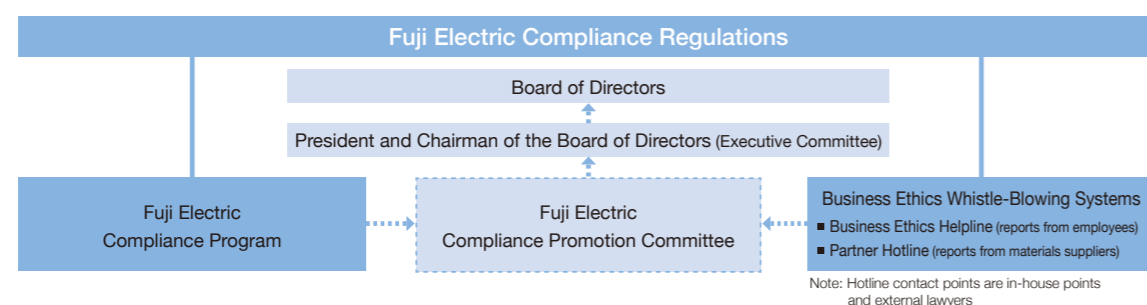 Fuji Electric Compliance Regulations
Board of Directors
President and Chairman of the Board of Directors (Executive Committee)
Fuji Electric
Compliance Program
Fuji Electric
Compliance Promotion Committee
Business Ethics Whistle-Blowing Systems
■ Business Ethics Helpline (reports from employees)
■ Partner Hotline (reports from materials suppliers)
Note: Hotline contact points are in-house points
and external lawyers